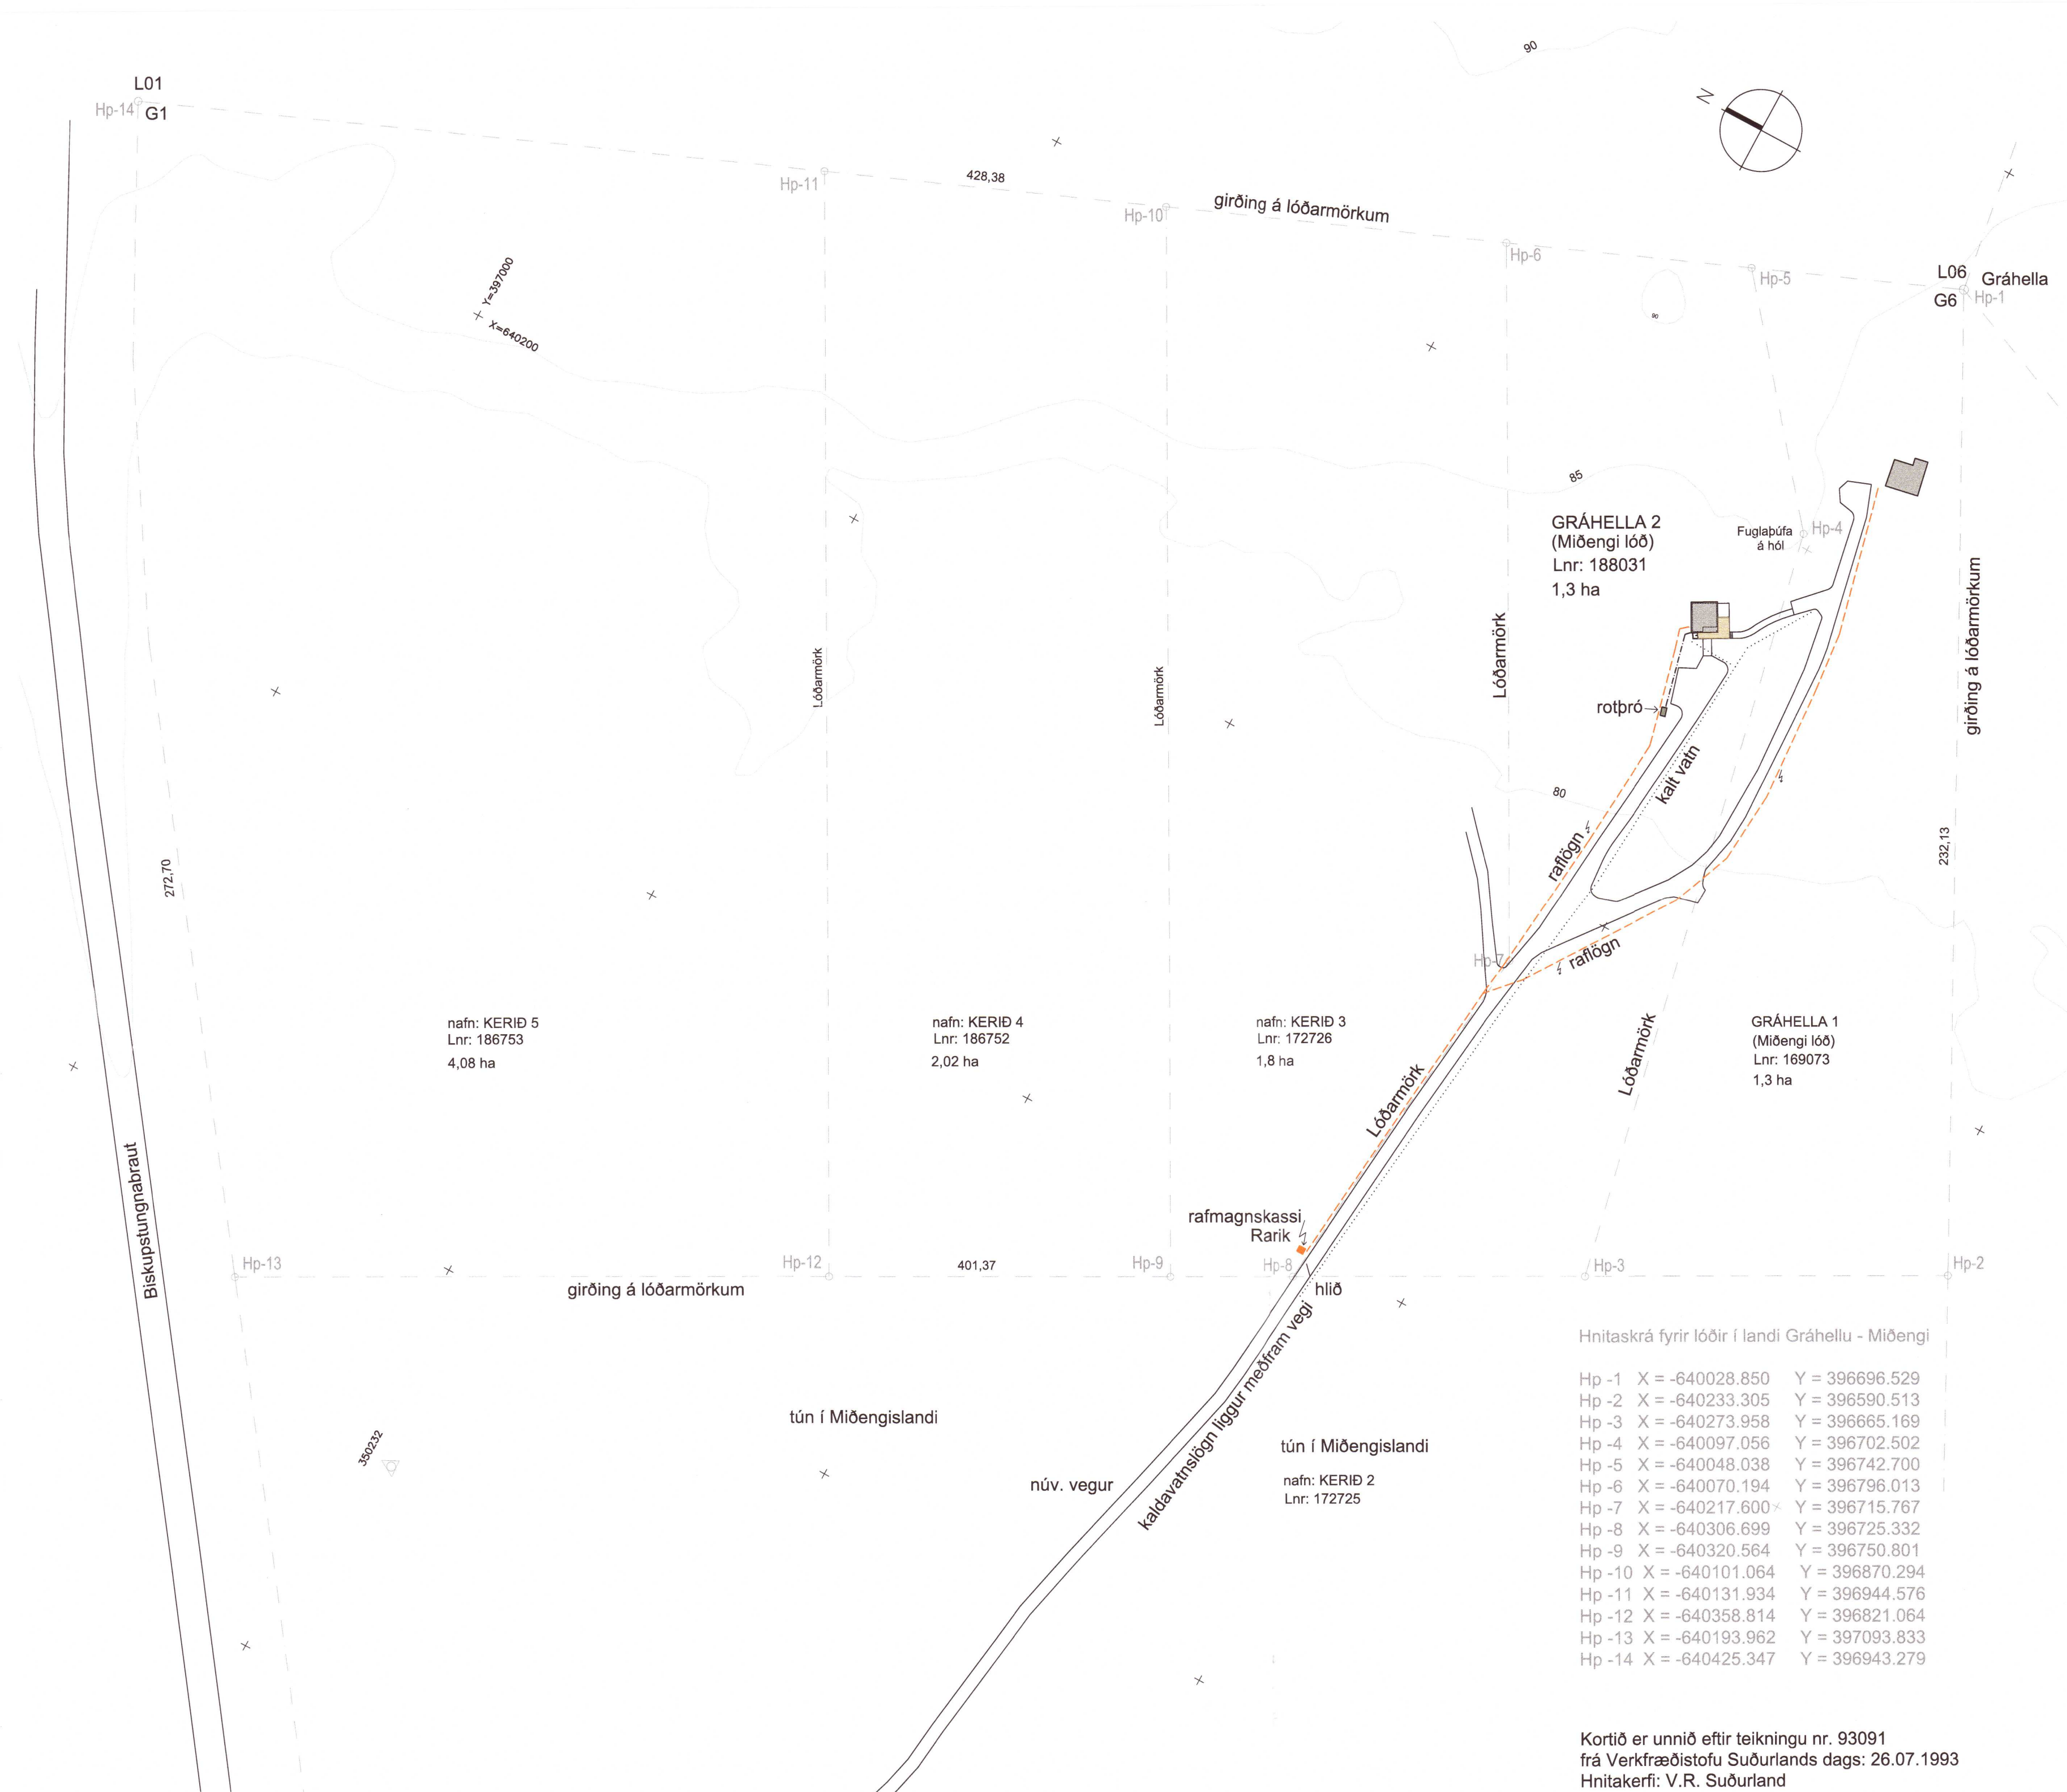 90
L01
Hp-14
G1
N
Hp-11
428,38
Hp-10
girðing á lóðarmörkum
Hp-6
Hp-5
L06
Gráhella
G6
Hp-1
Y=397000
X=640200
90
85
GRÁHELLA 2
(Miðengi lóð)
Lnr: 188031
1,3 ha
Fuglaþúfa
á hól
Hp-4
Lóðarmörk
Lóðarmörk
Lóðarmörk
girðing á lóðarmörkum
rotþró
kalt vatn
80
raflögn
232,13
272,70
Hp-7
raflögn
nafn: KERIÐ 5
Lnr: 186753
4,08 ha
nafn: KERIÐ 4
Lnr: 186752
2,02 ha
nafn: KERIÐ 3
Lnr: 172726
1,8 ha
GRÁHELLA 1
(Miðengi lóð)
Lnr: 169073
1,3 ha
Lóðarmörk
Lóðarmörk
Biskupstungnabraut
rafmagnskassi
Rarik
Hp-13
Hp-12
401,37
Hp-9
Hp-8
Hp-3
Hp-2
girðing á lóðarmörkum
hlið
kaldavatnslögn liggur meðfram vegi
tún í Miðengislandi
350232
núv. vegur
tún í Miðengislandi
nafn: KERIÐ 2
Lnr: 172725
Hnitaskrá fyrir lóðir í landi Gráhellu - Miðengi
Hp -1 X = -640028.850 Y = 396696.529
Hp -2 X = -640233.305 Y = 396590.513
Hp -3 X = -640273.958 Y = 396665.169
Hp -4 X = -640097.056 Y = 396702.502
Hp -5 X = -640048.038 Y = 396742.700
Hp -6 X = -640070.194 Y = 396796.013
Hp -7 X = -640217.600 Y = 396715.767
Hp -8 X = -640306.699 Y = 396725.332
Hp -9 X = -640320.564 Y = 396750.801
Hp -10 X = -640101.064 Y = 396870.294
Hp -11 X = -640131.934 Y = 396944.576
Hp -12 X = -640358.814 Y = 396821.064
Hp -13 X = -640193.962 Y = 397093.833
Hp -14 X = -640425.347 Y = 396943.279
Kortið er unnið eftir teikningu nr. 93091
frá Verkfræðistofu Suðurlands dags: 26.07.1993
Hnitakerfi: V.R. Suðurland